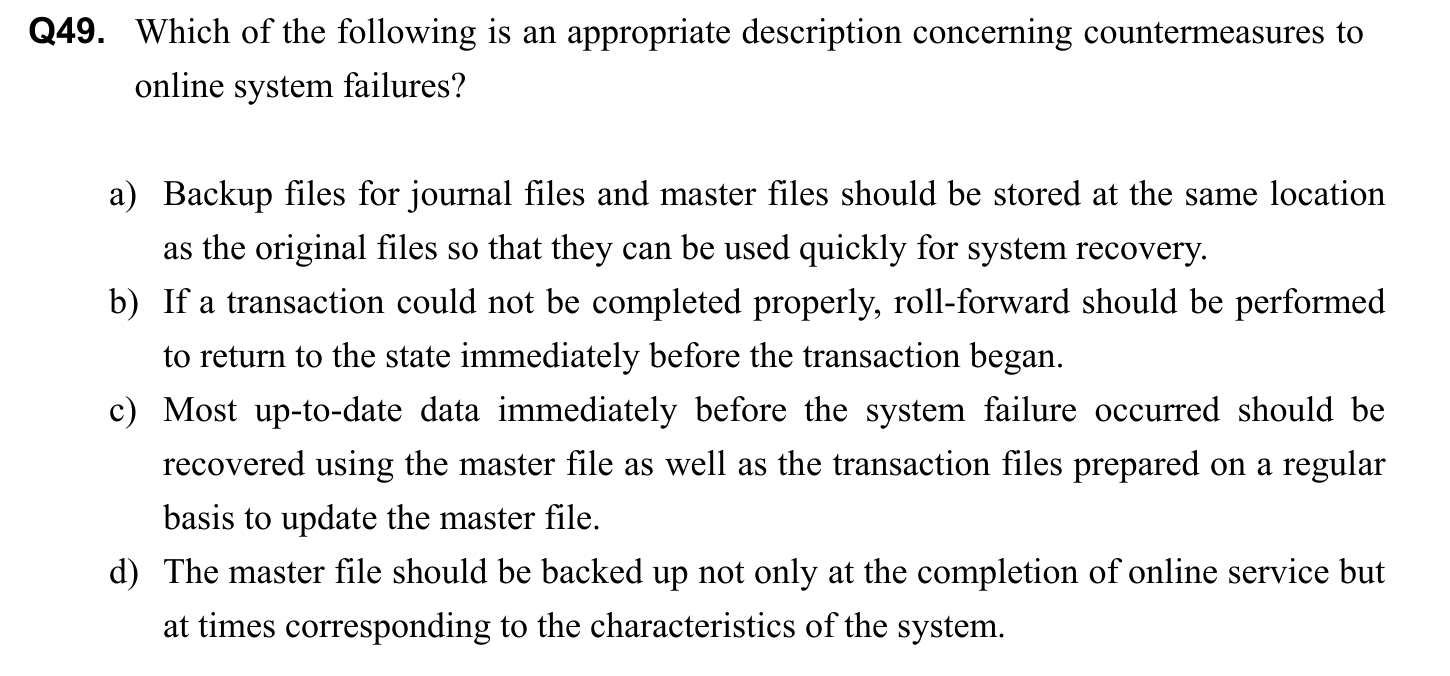 Q49. Which of the following is an appropriate description concerning countermeasures to
online system failures?
a) Backup files for journal files and master files should be stored at the same location
as the original files so that they can be used quickly for system recovery.
b) If a transaction could not be completed properly, roll-forward should be performed
to return to the state immediately before the transaction began.
c) Most up-to-date data immediately before the system failure occurred should be
recovered using the master file as well as the transaction files prepared on a regular
basis to update the master file.
d) The master file should be backed up not only at the completion of online service but
at times corresponding to the characteristics of the system.